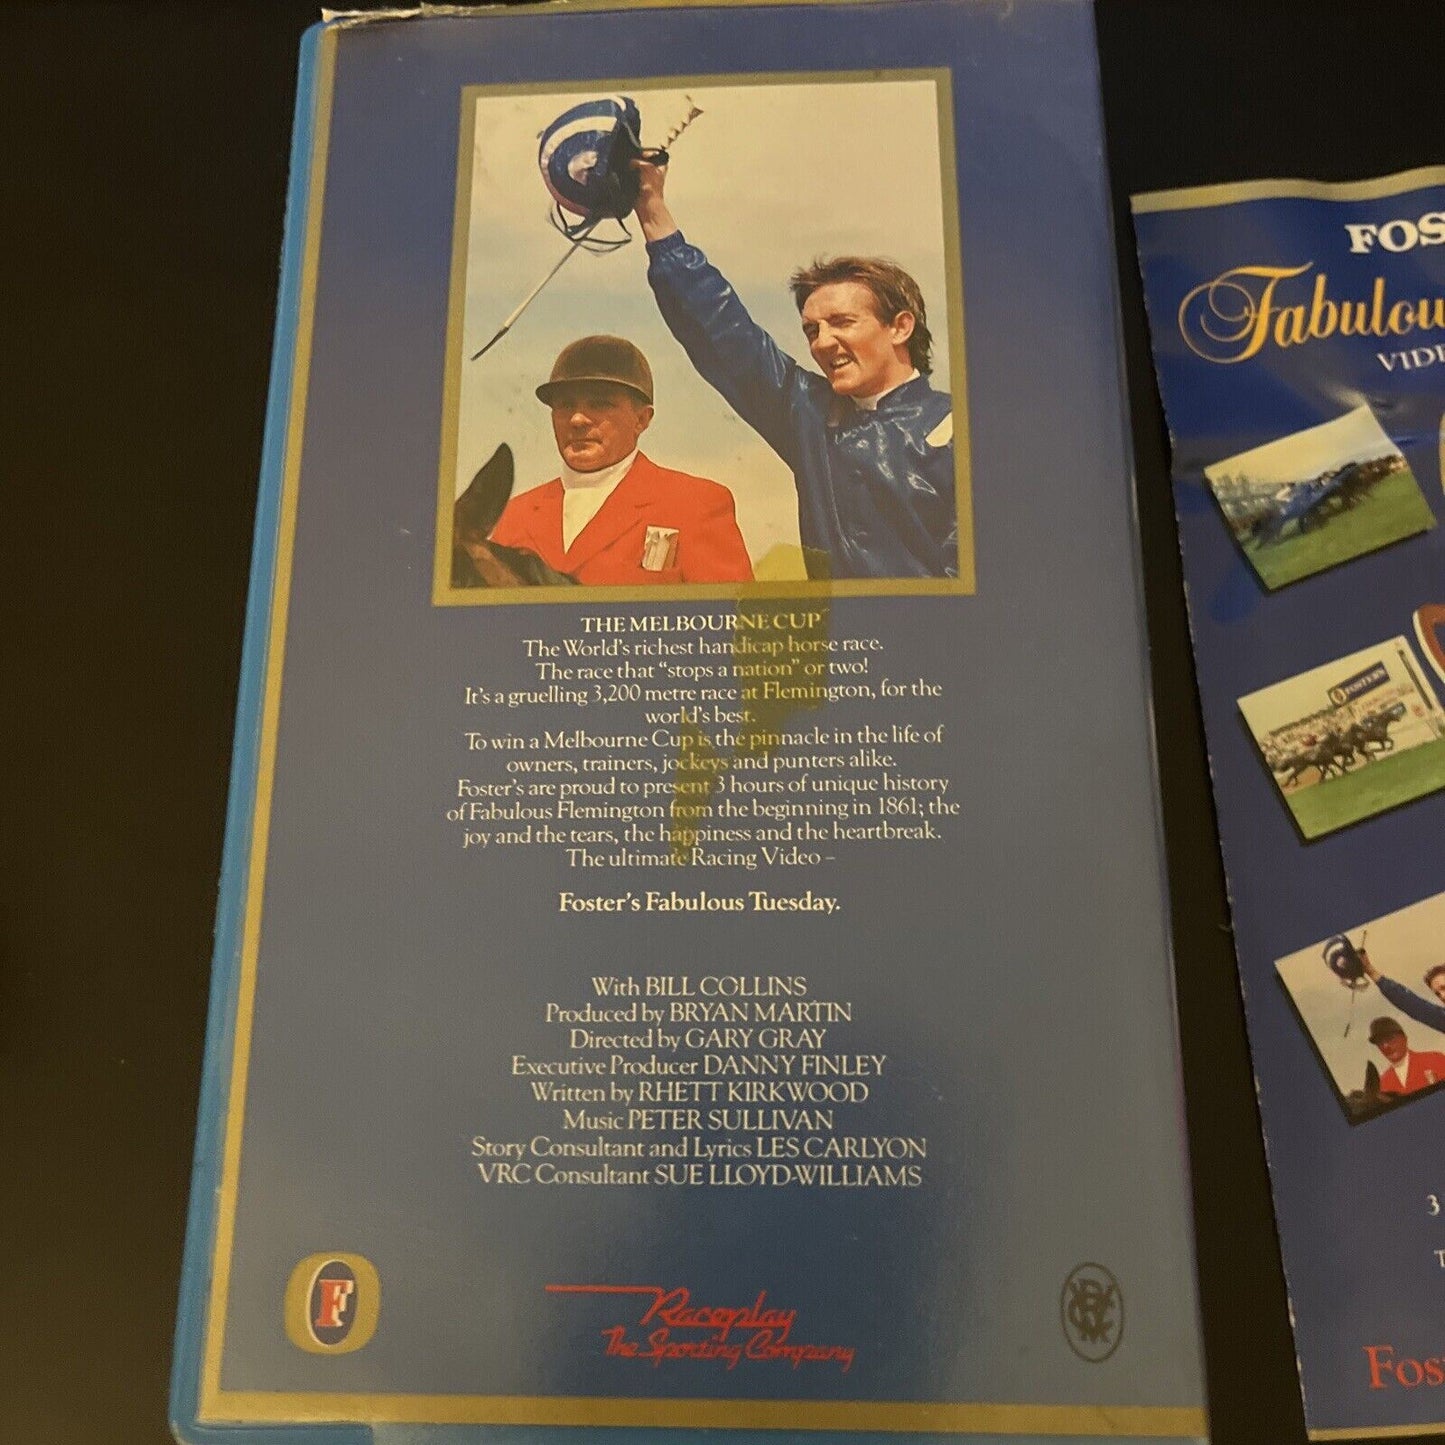 THE MELBOURNE CUP
The World's richest handicap horse race.
The race that “stops a nation” or two!
It's a gruelling 3,200 metre race at Flemington, for the
world's best.
To win a Melbourne Cup is the pinnacle in the life of
owners, trainers, jockeys and punters alike.
Foster's are proud to present 3 hours of unique history
of Fabulous Flemington from the beginning in 1861; the
joy and the tears, the happiness and the heartbreak.
The ultimate Racing Video –
Foster's Fabulous Tuesday.
With BILL COLLINS
Produced by BRYAN MARTIN
Directed by GARY GRAY
Executive Producer DANNY FINLEY
Written by RHETT KIRKWOOD
Music PETER SULLIVAN
Story Consultant and Lyrics LES CARLYON
VRC Consultant SUE LLOYD-WILLIAMS
F
Raceplay
The Sporting Company
VRC
FOS
Fabulou
VID
FOSTER'S
3
T
Fos